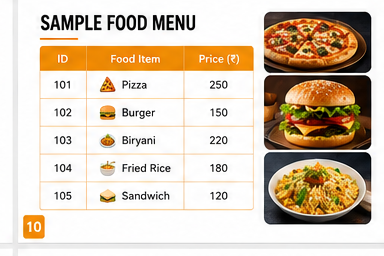 SAMPLE FOOD MENU
ID Food Item Price (₹)
101 Pizza 250
102 Burger 150
103 Biryani 220
104 Fried Rice 180
105 Sandwich 120
10